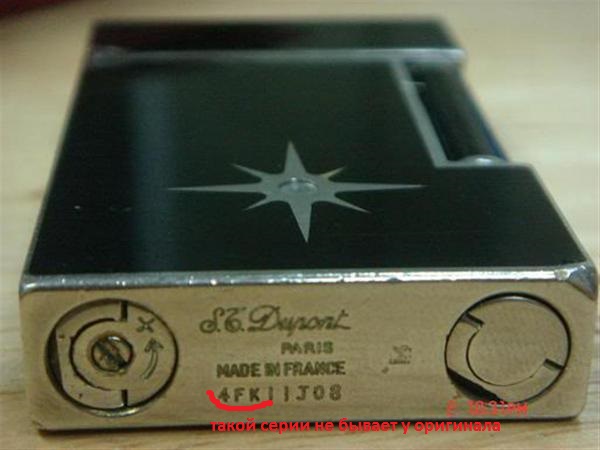 S.T. Dupont
PARIS
MADE IN FRANCE
4FK11J08
такой серии не бывает у оригинала